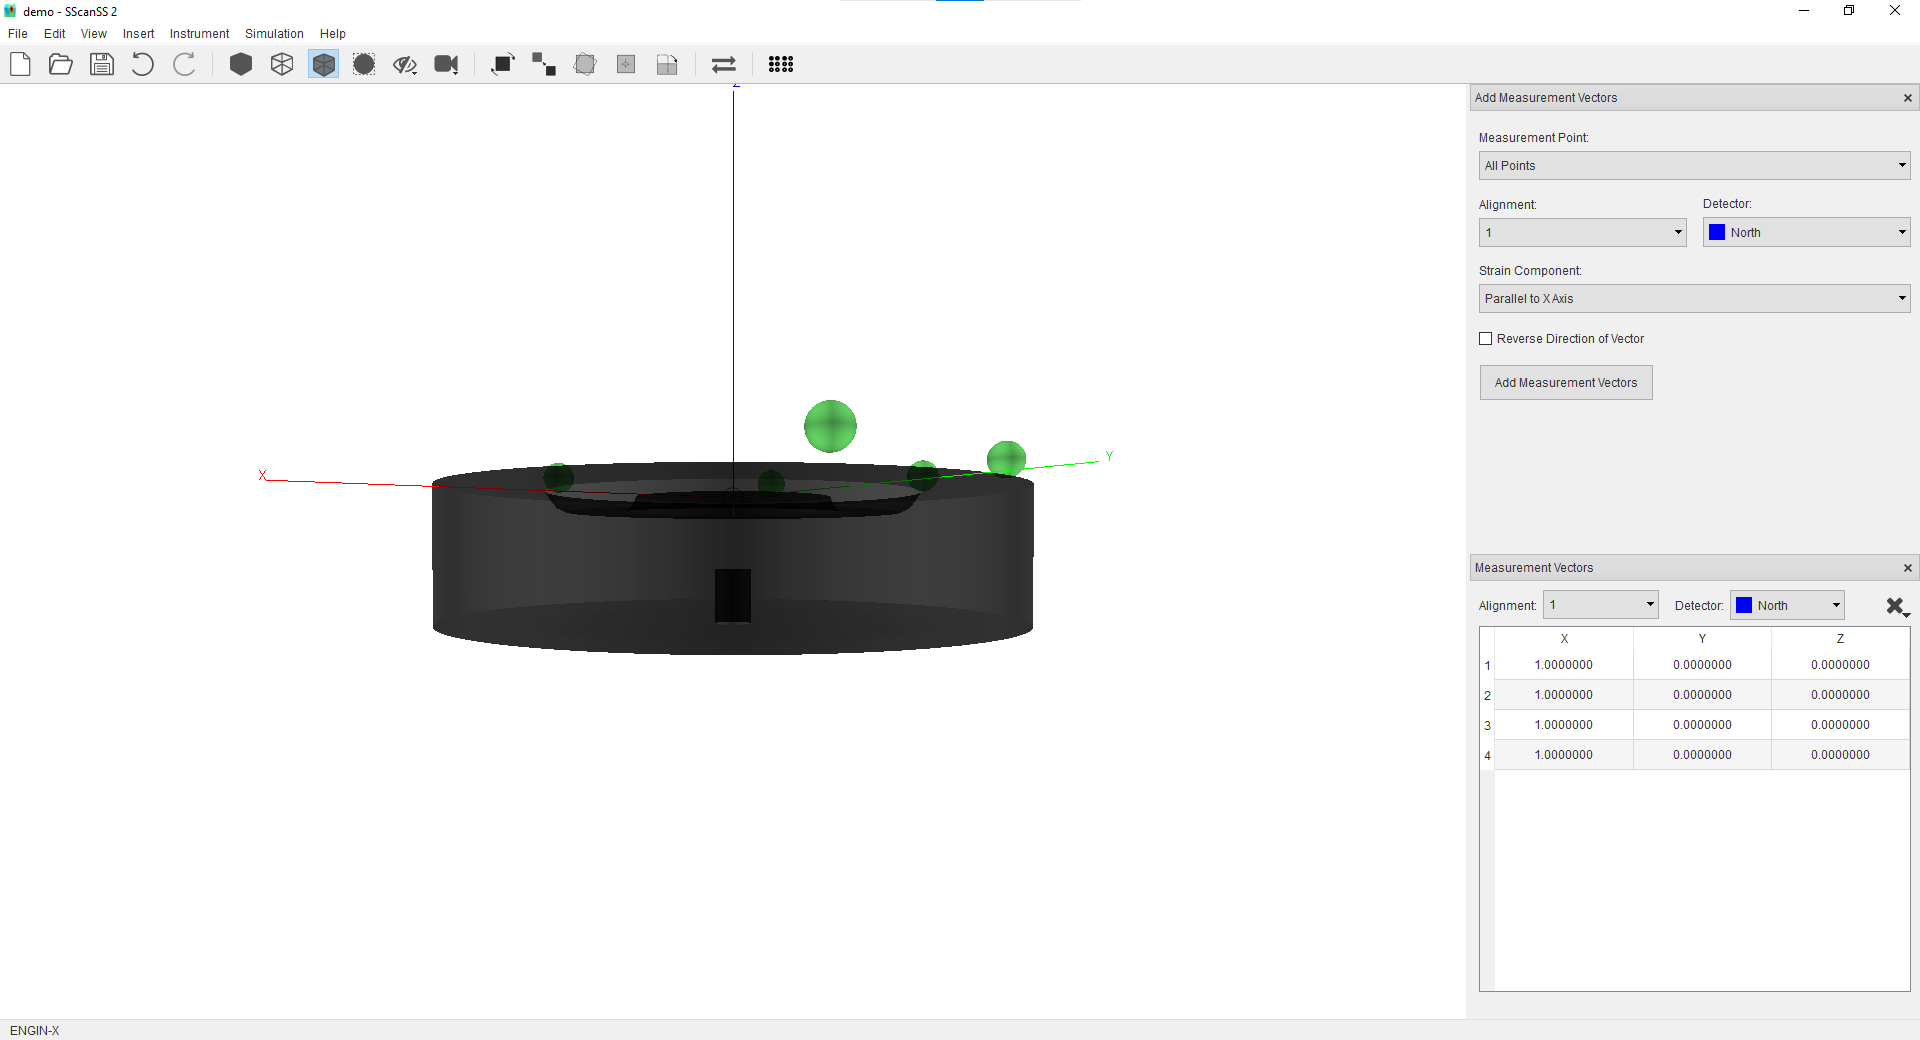 demo - SScanSS 2
File Edit View Insert Instrument Simulation Help
Z
X
Y
Add Measurement Vectors
Measurement Point:
All Points
Alignment: Detector:
1 North
Strain Component:
Parallel to X Axis
Reverse Direction of Vector
Add Measurement Vectors
Measurement Vectors
Alignment: 1 Detector: North
X Y Z
1 1.0000000 0.0000000 0.0000000
2 1.0000000 0.0000000 0.0000000
3 1.0000000 0.0000000 0.0000000
4 1.0000000 0.0000000 0.0000000
ENGIN-X